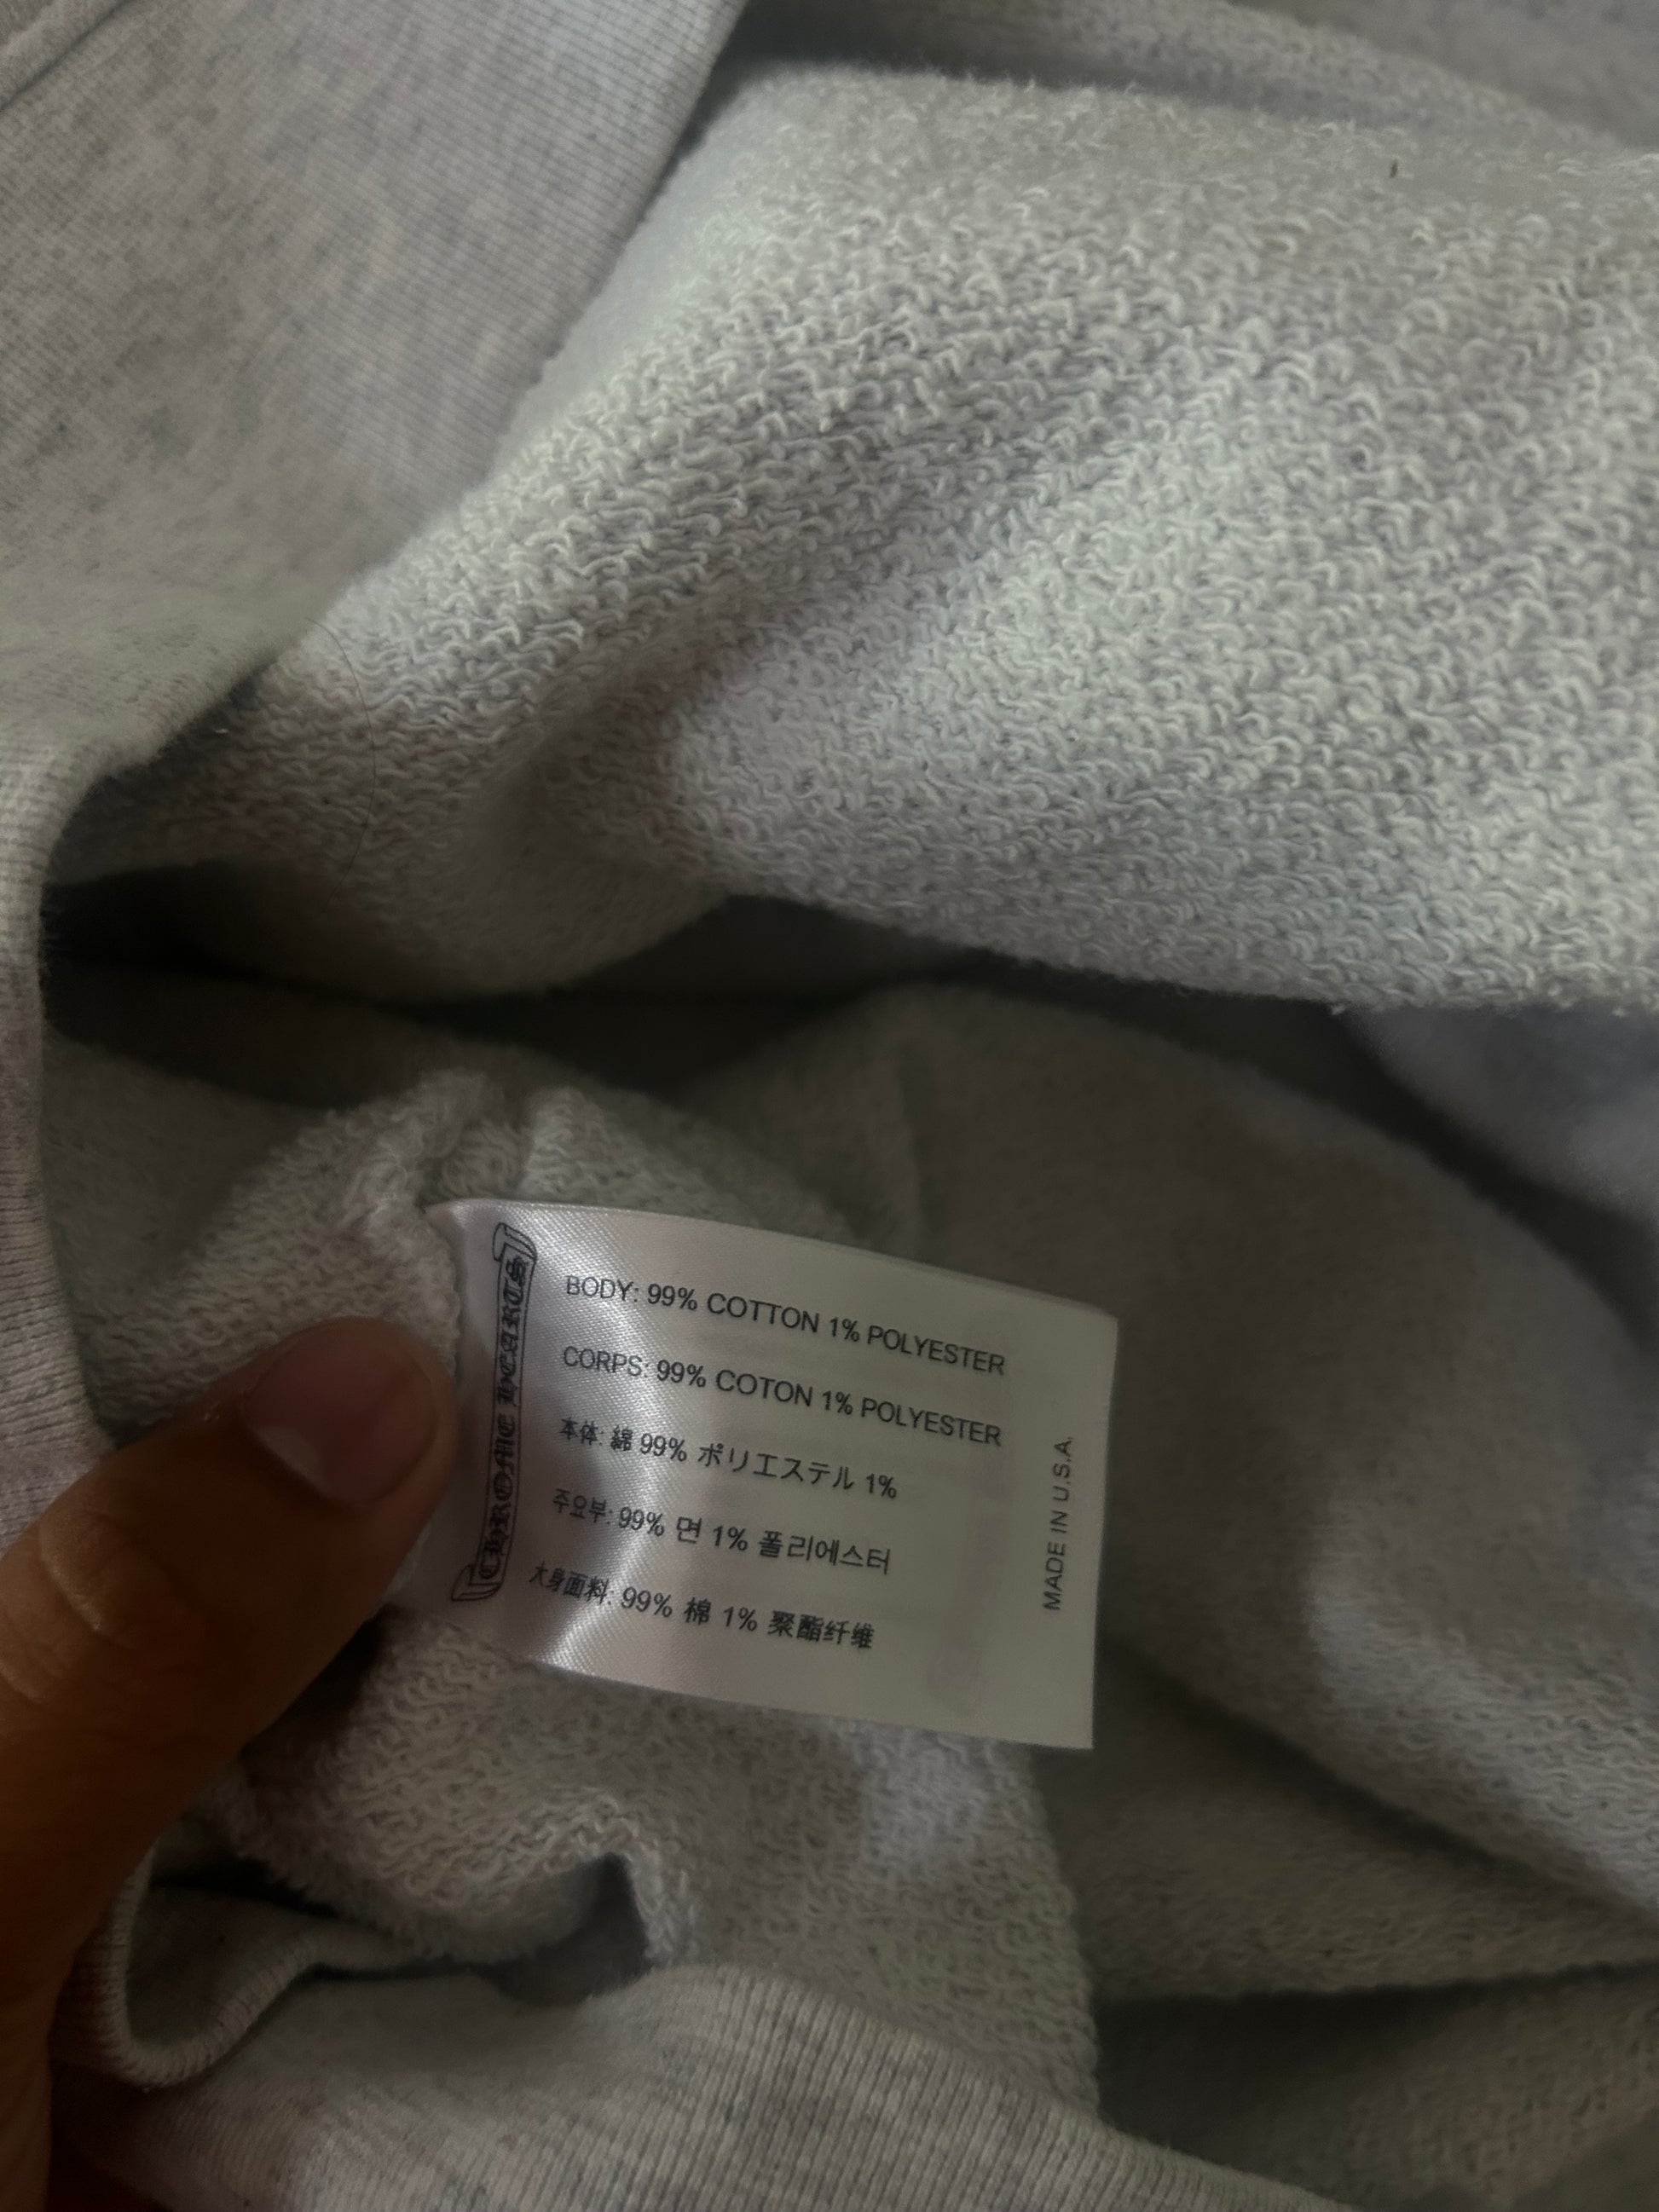 CHROME HEARTS
BODY: 99% COTTON 1% POLYESTER
CORPS: 99% COTON 1% POLYESTER
本体: 綿 99% ポリエステル 1%
주요부: 99% 면 1% 폴리에스터
大身面料: 99% 棉 1% 聚酯纤维
MADE IN U.S.A.